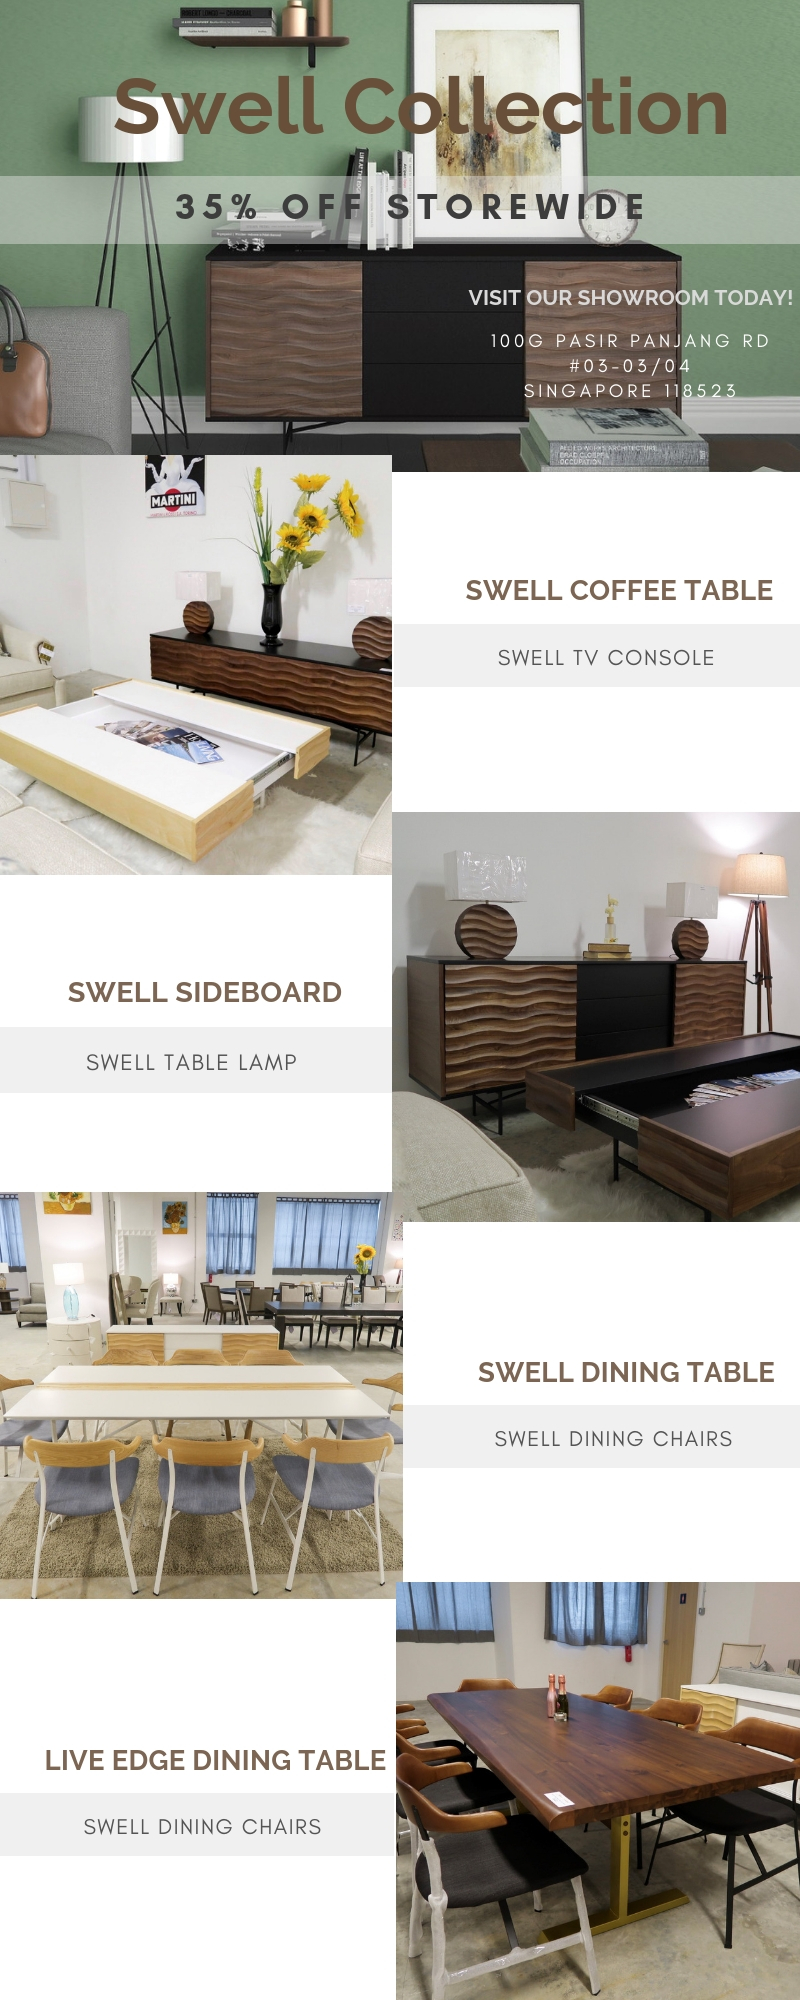 Swell Collection
35% OFF STOREWIDE
VISIT OUR SHOWROOM TODAY!
100G PASIR PANJANG RD
#03-03/04
SINGAPORE 118523
MARTINI
SWELL COFFEE TABLE
SWELL TV CONSOLE
SWELL SIDEBOARD
SWELL TABLE LAMP
SWELL DINING TABLE
SWELL DINING CHAIRS
LIVE EDGE DINING TABLE
SWELL DINING CHAIRS